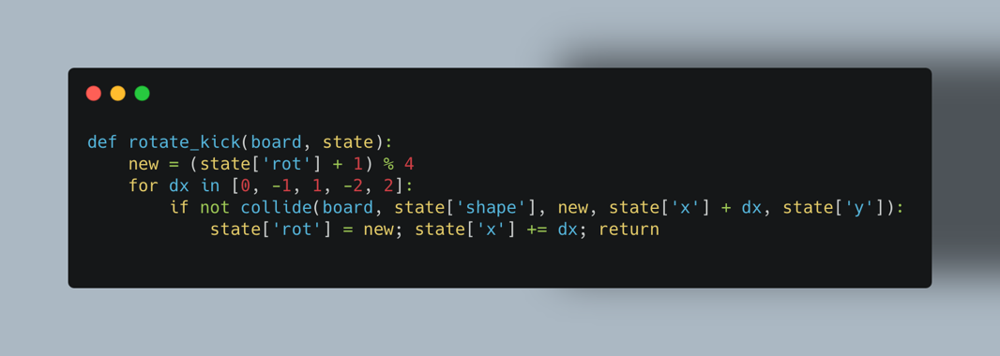 def rotate_kick(board, state):
    new = (state['rot'] + 1) % 4
    for dx in [0, -1, 1, -2, 2]:
        if not collide(board, state['shape'], new, state['x'] + dx, state['y']):
            state['rot'] = new; state['x'] += dx; return